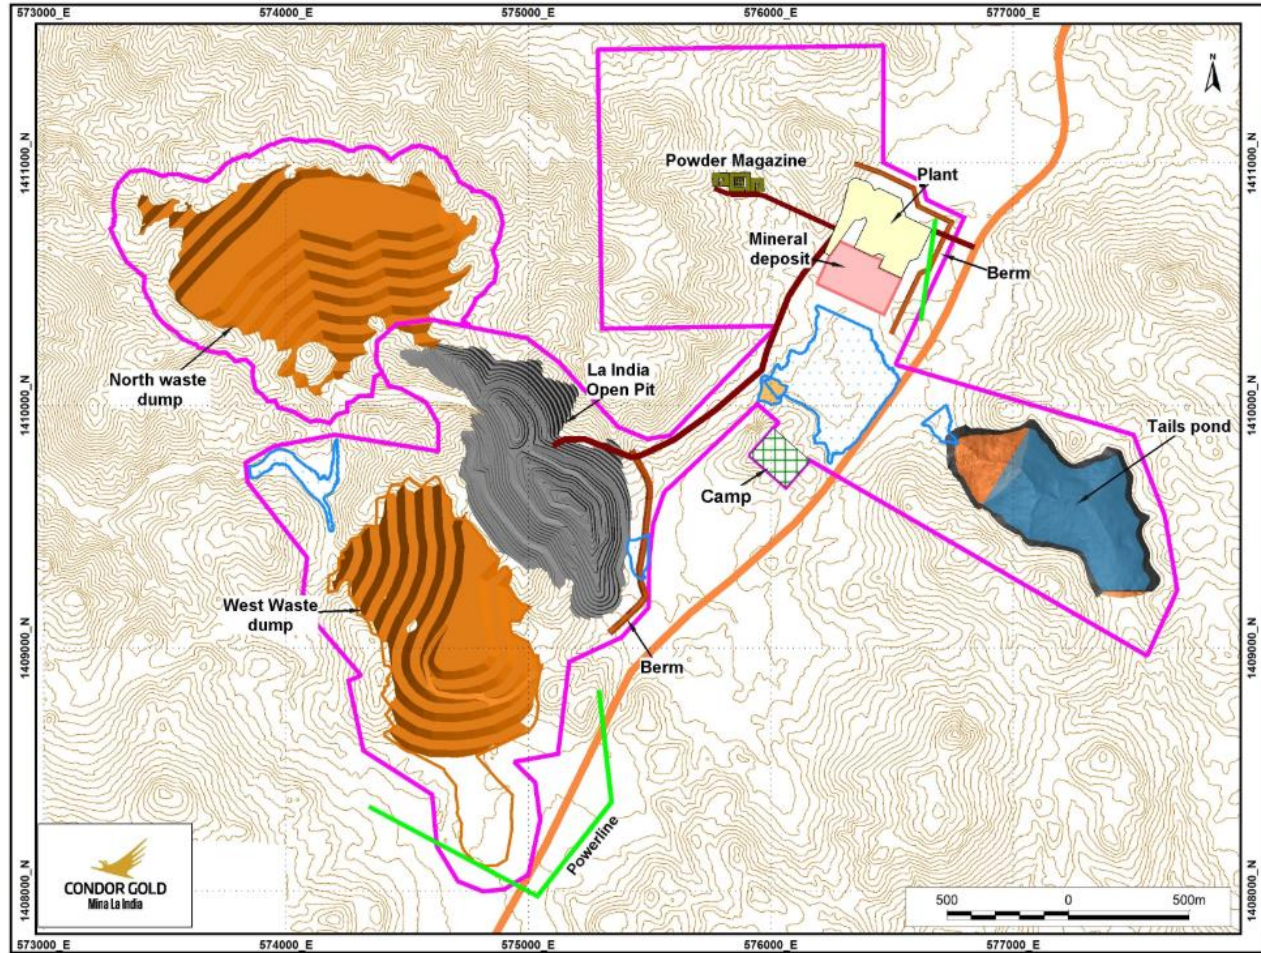 573000_E
574000_E
575000_E
576000_E
577000_E
N
1411000_N
1411000_N
Powder Magazine
Plant
Mineral
deposit
Berm
La India
Open Pit
North waste
dump
1410000_N
1410000_N
Tails pond
Camp
West Waste
dump
Berm
1409000_N
1409000_N
Powerline
CONDOR GOLD
Mina La India
500
0
500m
1408000_N
1408000_N
573000_E
574000_E
575000_E
576000_E
577000_E